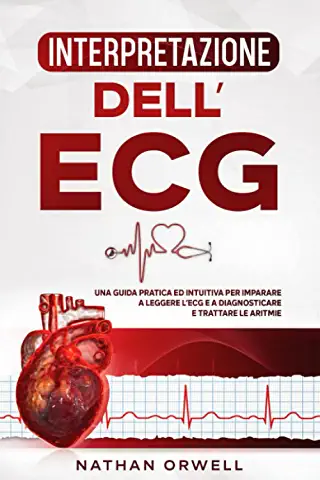 INTERPRETAZIONE
DELL'
ECG
UNA GUIDA PRATICA ED INTUITIVA PER IMPARARE
A LEGGERE L'ECG E A DIAGNOSTICARE
E TRATTARE LE ARITMIE
NATHAN ORWELL